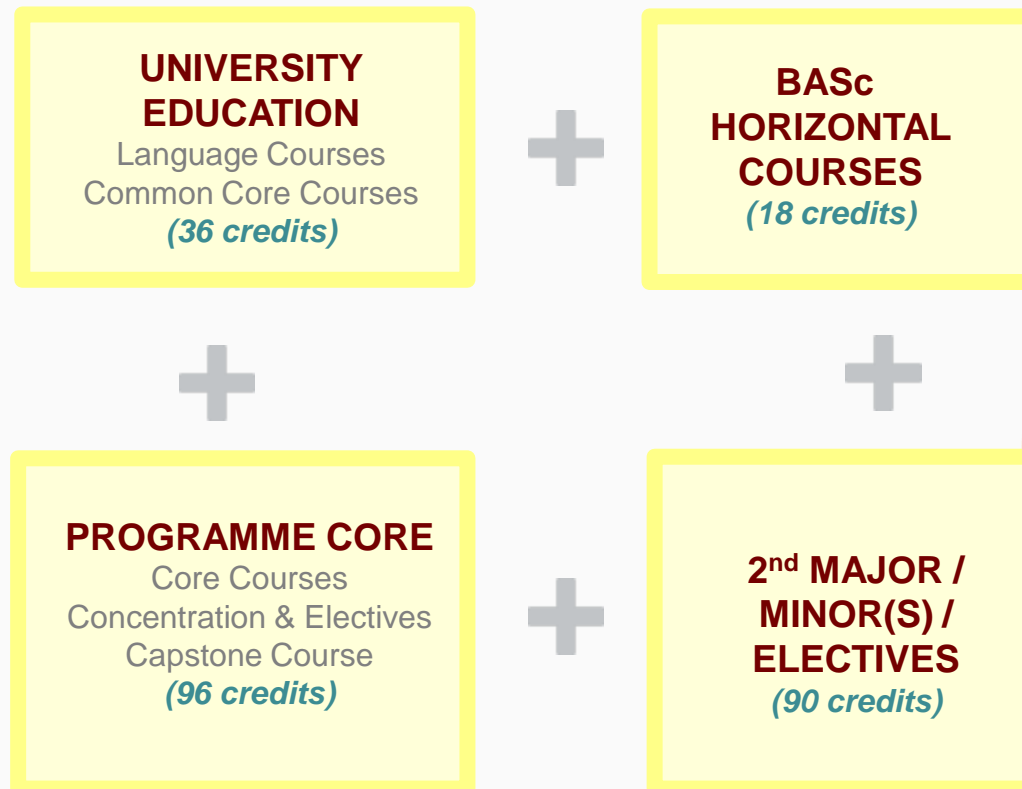 UNIVERSITY
EDUCATION
Language Courses
Common Core Courses
(36 credits)
BASc
HORIZONTAL
COURSES
(18 credits)
PROGRAMME CORE
Core Courses
Concentration & Electives
Capstone Course
(96 credits)
2nd MAJOR /
MINOR(S) /
ELECTIVES
(90 credits)